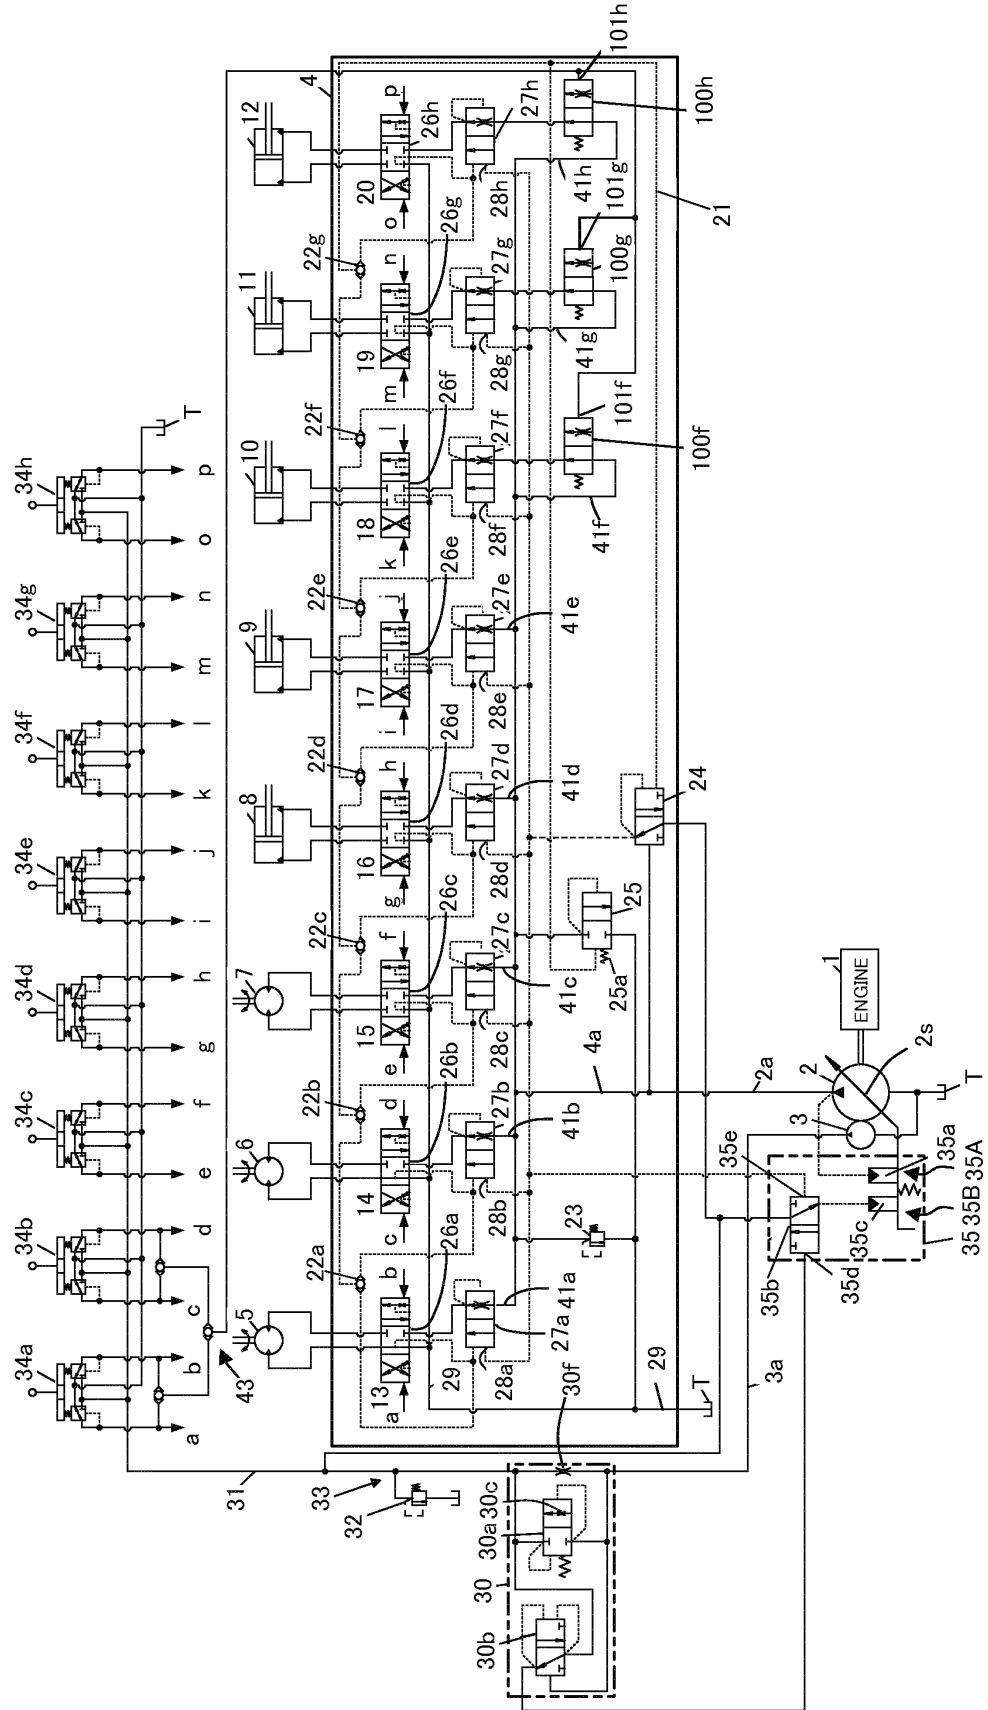 34a
34b
34c
34d
34e
34f
34g
34h
a
b
c
d
e
f
g
h
i
j
k
l
m
n
o
p
T
43
5
6
7
8
9
10
11
12
4
22a
22b
22c
22d
22e
22f
22g
13
14
15
16
17
18
19
20
a
b
c
d
e
f
g
h
i
j
k
l
m
n
o
p
26a
26b
26c
26d
26e
26f
26g
26h
29
28a
28b
28c
28d
28e
28f
28g
28h
27a
27b
27c
27d
27e
27f
27g
27h
41a
41b
41c
41d
41e
41f
41g
41h
100f
100g
100h
101f
101g
101h
21
23
24
25
25a
4a
2a
29
T
31
33
32
30f
30
30a
30c
30b
3a
35b
35d
35e
35c
35a
35
35B
35A
3
2
2s
T
1
ENGINE